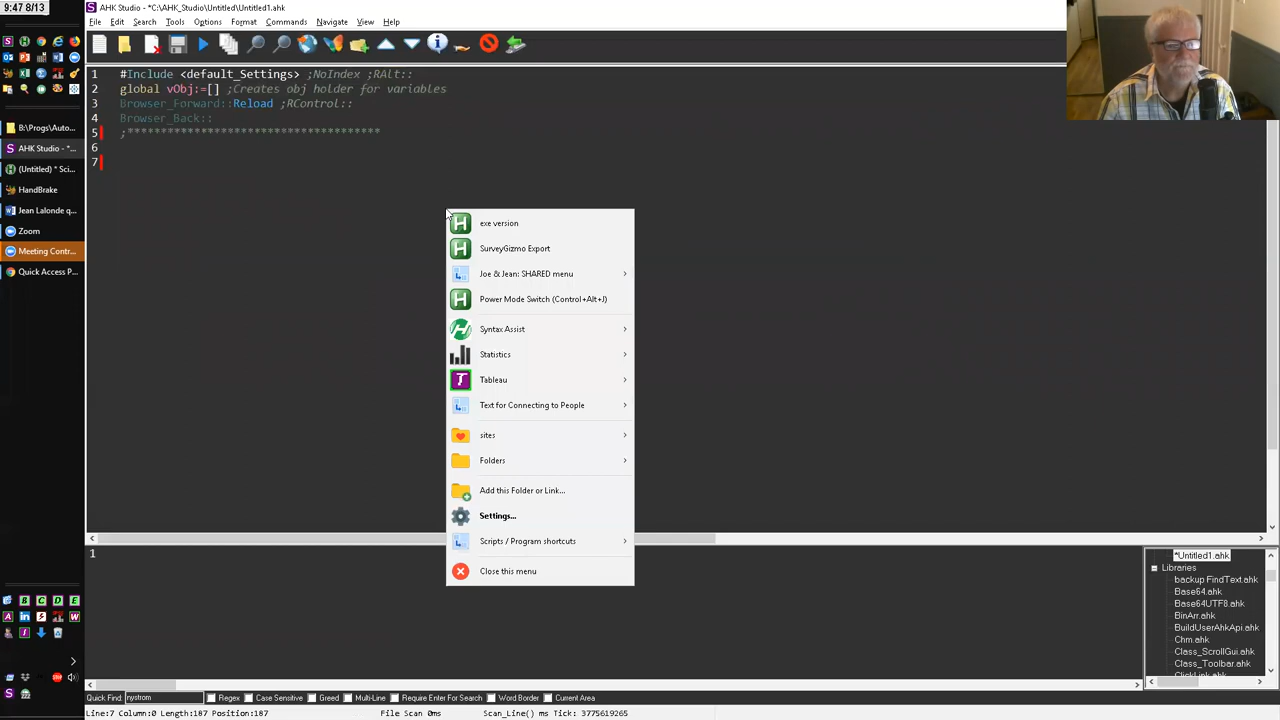 9:47 8/13
AHK Studio - *C:\AHK_Studio\Untitled\Untitled1.ahk
File Edit Search Tools Options Format Commands Navigate View Help
1 #Include <default_Settings> ;NoIndex ;RAlt::
2 global vObj:=[] ;Creates obj holder for variables
3 Browser_Forward::Reload ;RControl::
4 Browser_Back::
5 ;**************************************
6
7
B:\Progs\Auto...
AHK Studio - *...
(Untitled) * Sci...
HandBrake
Jean Lalonde q...
Zoom
Meeting Contr...
Quick Access P...
exe version
SurveyGizmo Export
Joe & Jean: SHARED menu
Power Mode Switch (Control+Alt+J)
Syntax Assist
Statistics
Tableau
Text for Connecting to People
sites
Folders
Add this Folder or Link...
Settings...
Scripts / Program shortcuts
Close this menu
1
*Untitled1.ahk
Libraries
backup FindText.ahk
Base64.ahk
Base64UTF8.ahk
BinArr.ahk
BuildUserAhkApi.ahk
Chm.ahk
Class_ScrollGui.ahk
Class_Toolbar.ahk
ClickLink.ahk
Quick Find: nystrom Regex Case Sensitive Greed Multi-Line Require Enter For Search Word Border Current Area
Line:7 Column:0 Length:187 Position:187 File Scan 0ms Scan_Line() ms Tick: 3775619265